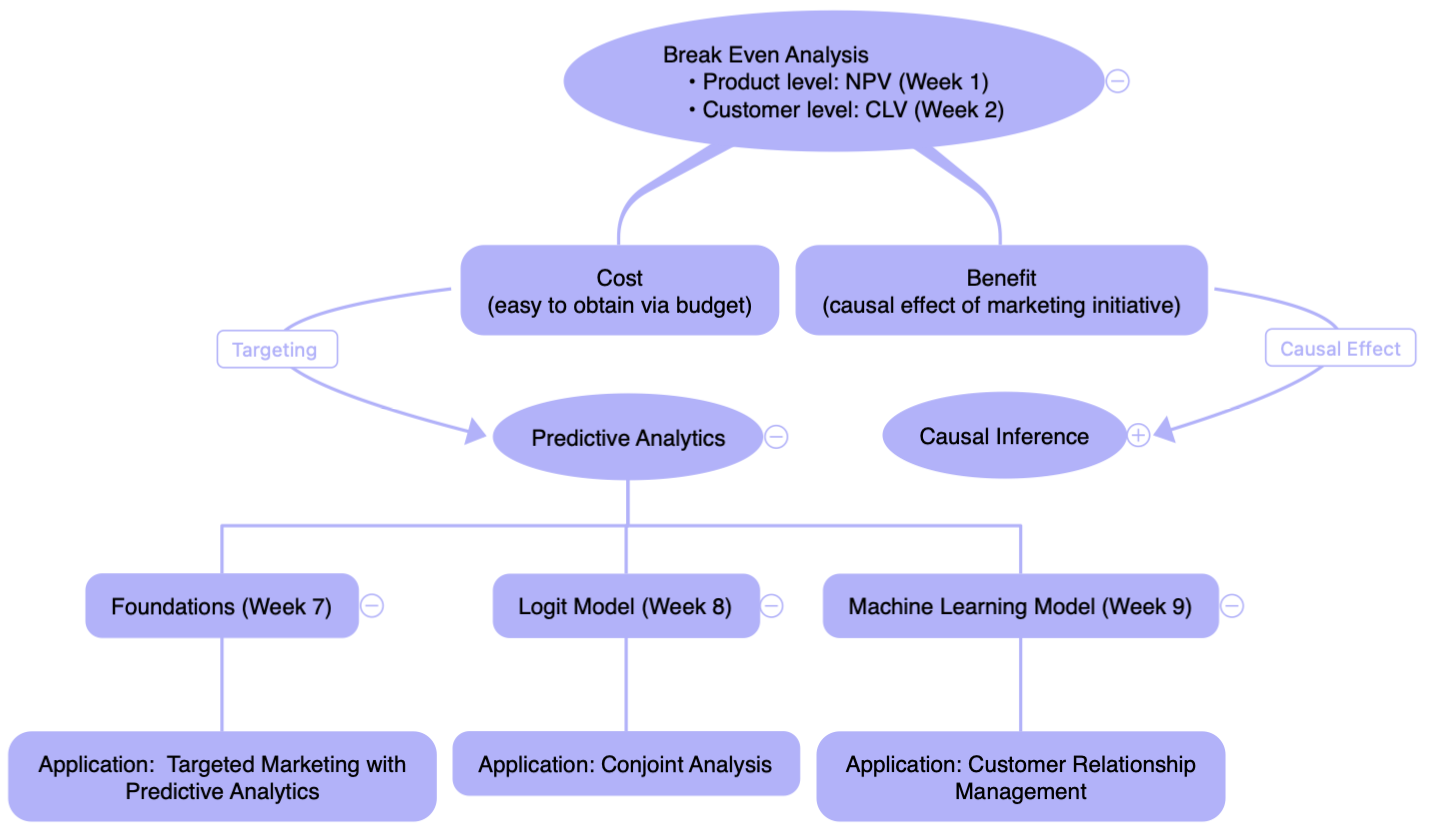 Break Even Analysis
• Product level: NPV (Week 1)
• Customer level: CLV (Week 2)
Cost
(easy to obtain via budget)
Benefit
(causal effect of marketing initiative)
Targeting
Causal Effect
Predictive Analytics
Causal Inference
Foundations (Week 7)
Logit Model (Week 8)
Machine Learning Model (Week 9)
Application:  Targeted Marketing with
Predictive Analytics
Application: Conjoint Analysis
Application: Customer Relationship
Management